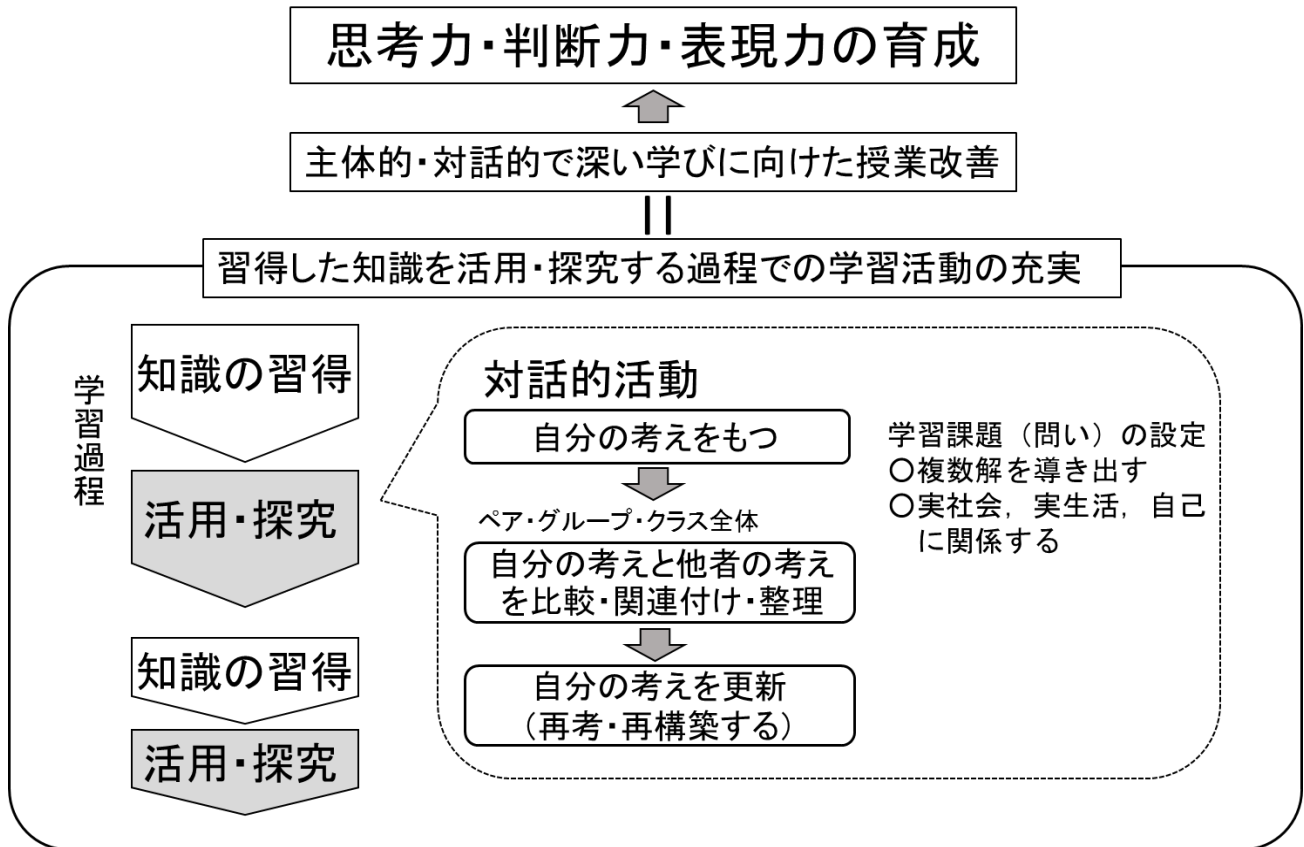 思考力・判断力・表現力の育成
主体的・対話的で深い学びに向けた授業改善
習得した知識を活用・探究する過程での学習活動の充実
学習過程
知識の習得
活用・探究
知識の習得
活用・探究
対話的活動
自分の考えをもつ
ペア・グループ・クラス全体
自分の考えと他者の考え
を比較・関連付け・整理
自分の考えを更新
（再考・再構築する）
学習課題（問い）の設定
○複数解を導き出す
○実社会，実生活，自己
に関係する